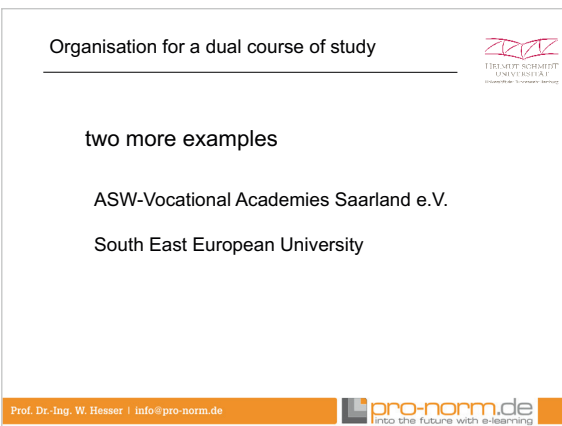 Organisation for a dual course of study
HELMUT SCHMIDT
UNIVERSITÄT
two more examples
ASW-Vocational Academies Saarland e.V.
South East European University
Prof. Dr.-Ing. W. Hesser | info@pro-norm.de
pro-norm.de
into the future with e-learning